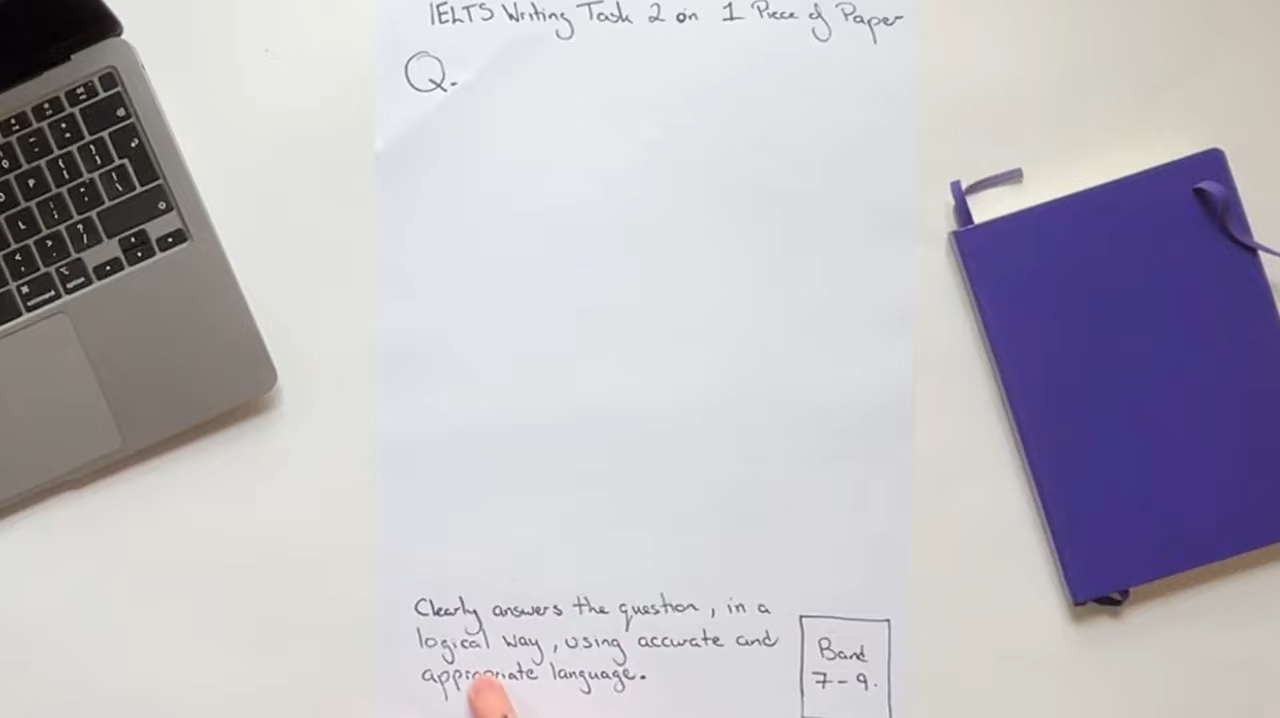 IELTS Writing Task 2 on 1 Piece of Paper
Q.
Clearly answers the question, in a
logical way, using accurate and
appropriate language.
Band
7-9.